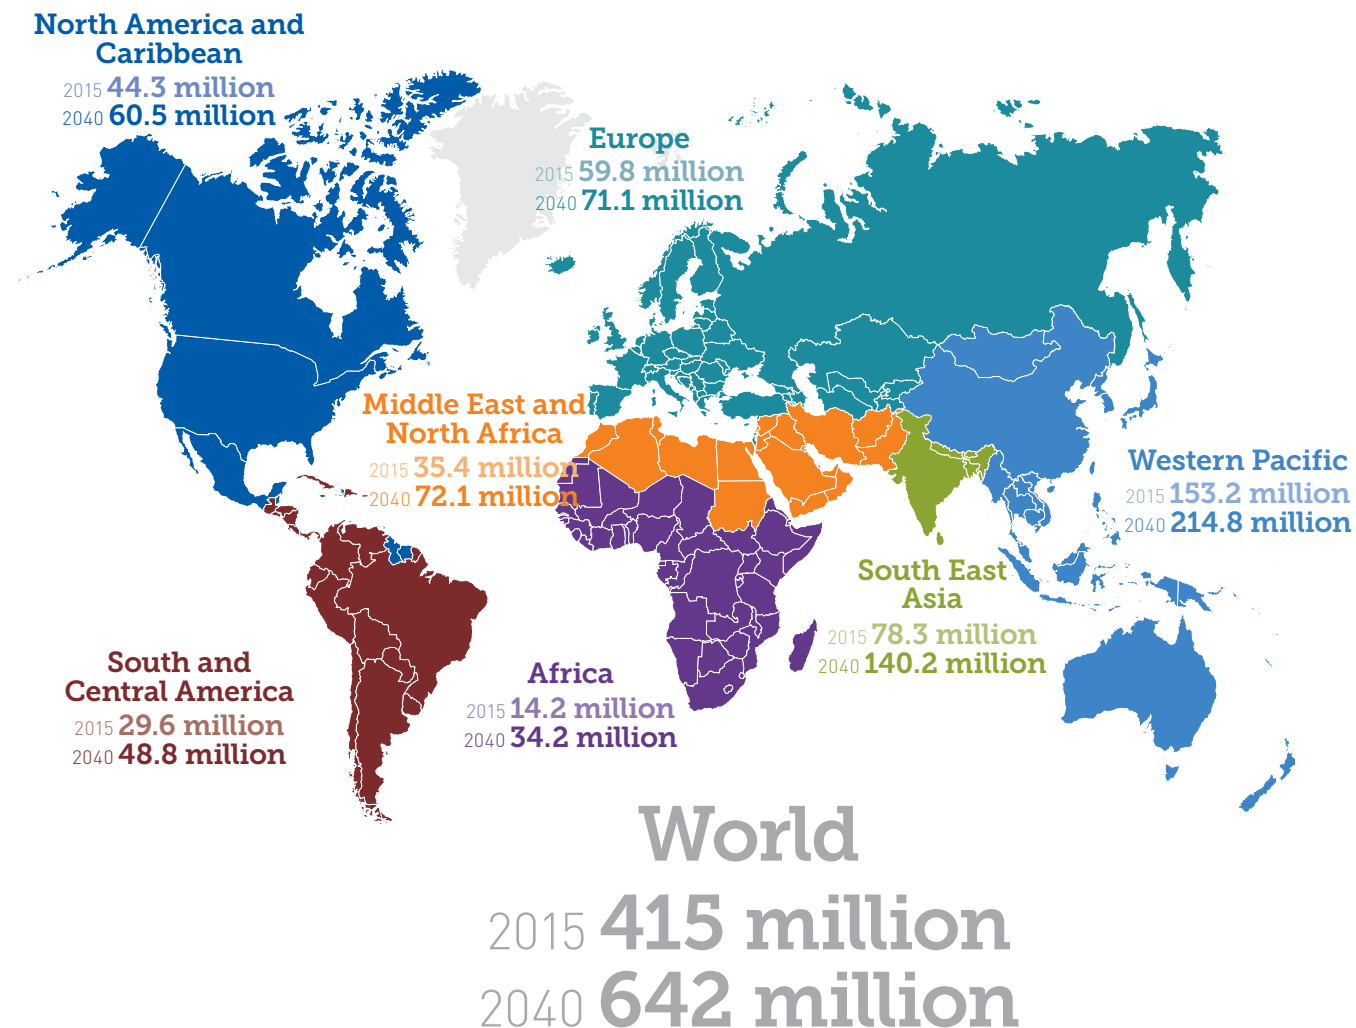 North America and
Caribbean
2015 44.3 million
2040 60.5 million
Europe
2015 59.8 million
2040 71.1 million
Middle East and
North Africa
2015 35.4 million
2040 72.1 million
Western Pacific
2015 153.2 million
2040 214.8 million
South East
Asia
2015 78.3 million
2040 140.2 million
South and
Central America
2015 29.6 million
2040 48.8 million
Africa
2015 14.2 million
2040 34.2 million
World
2015 415 million
2040 642 million